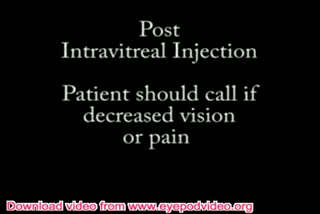 Post
Intravitreal Injection
Patient should call if
decreased vision
or pain
Download video from www.eyepodvideo.org